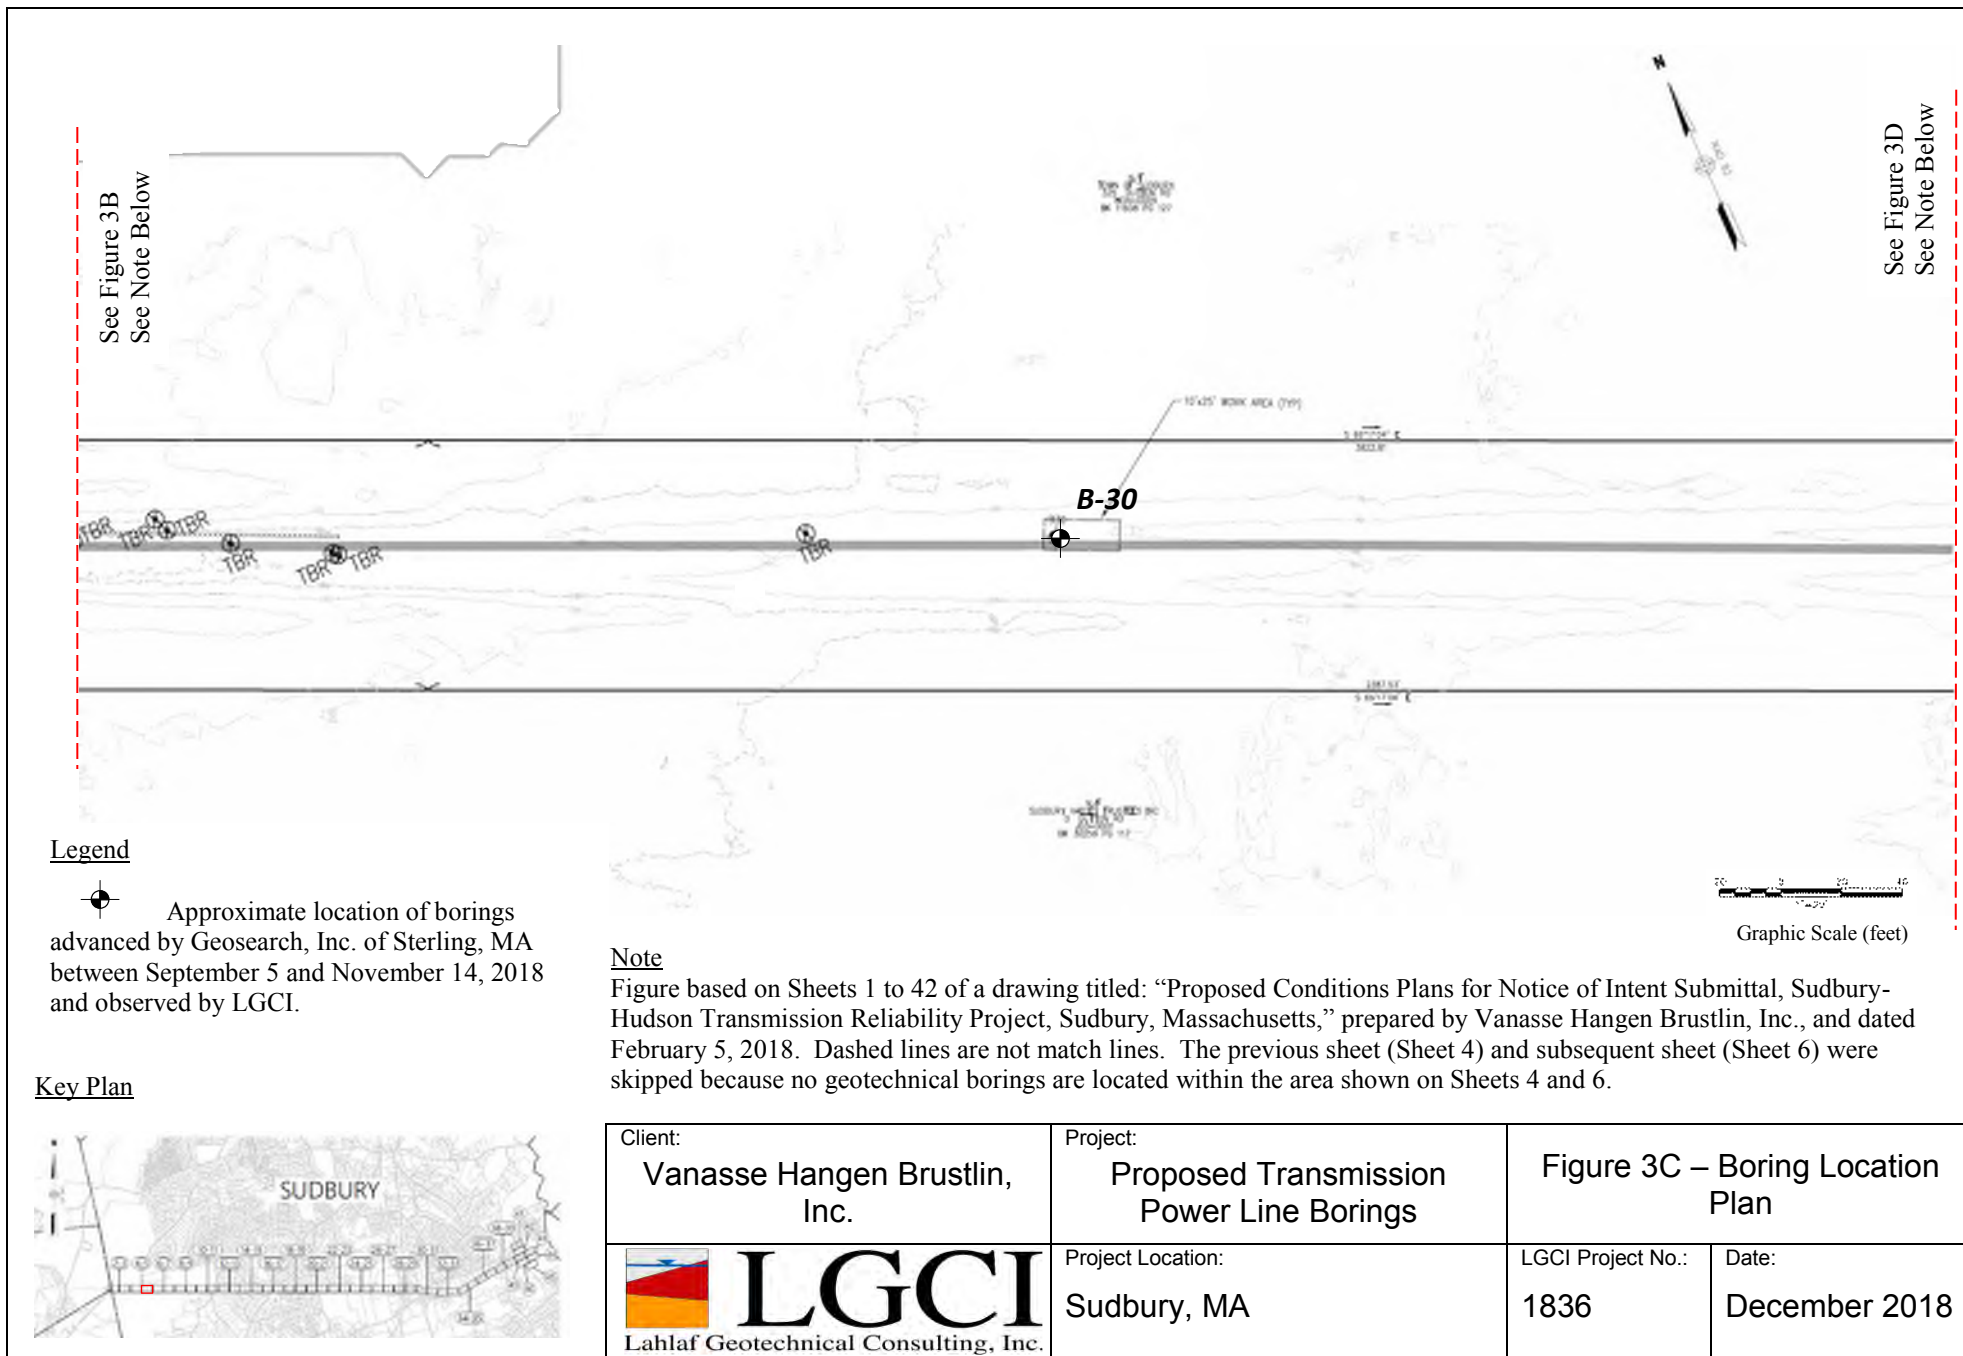 N
See Figure 3B
See Note Below
See Figure 3D
See Note Below
10'x25' WORK AREA (TYP)
B-30
TBR
TBR
TBR
TBR
TBR
TBR
TBR
Legend
Approximate location of borings
advanced by Geosearch, Inc. of Sterling, MA
between September 5 and November 14, 2018
and observed by LGCI.
Graphic Scale (feet)
Note
Figure based on Sheets 1 to 42 of a drawing titled: “Proposed Conditions Plans for Notice of Intent Submittal, Sudbury-
Hudson Transmission Reliability Project, Sudbury, Massachusetts,” prepared by Vanasse Hangen Brustlin, Inc., and dated
February 5, 2018.  Dashed lines are not match lines.  The previous sheet (Sheet 4) and subsequent sheet (Sheet 6) were
skipped because no geotechnical borings are located within the area shown on Sheets 4 and 6.
Key Plan
SUDBURY
Client:
Vanasse Hangen Brustlin,
Inc.
Project:
Proposed Transmission
Power Line Borings
Figure 3C – Boring Location
Plan
LGCI
Lahlaf Geotechnical Consulting, Inc.
Project Location:
Sudbury, MA
LGCI Project No.:
1836
Date:
December 2018